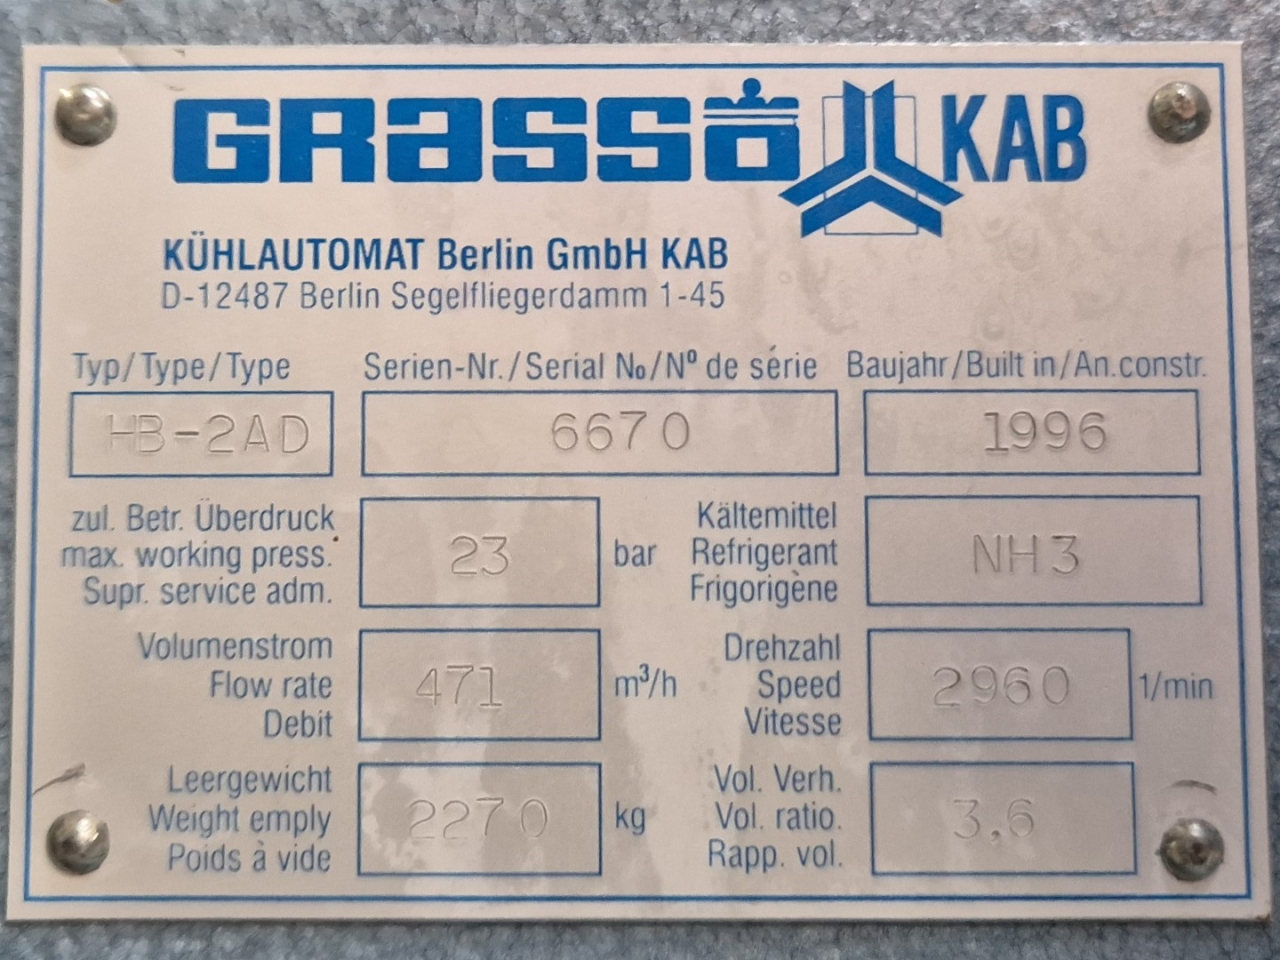 GRASSO KAB
KÜHLAUTOMAT Berlin GmbH KAB
D-12487 Berlin Segelfliegerdamm 1-45
Typ/Type/Type Serien-Nr./Serial No/Nº de série Baujahr/Built in/An.constr.
HB-2AD 6670 1996
zul. Betr. Überdruck
max. working press.
Supr. service adm.
23 bar
Kältemittel
Refrigerant
Frigorigène
NH3
Volumenstrom
Flow rate
Debit
471 m³/h
Drehzahl
Speed
Vitesse
2960 1/min
Leergewicht
Weight emply
Poids à vide
2270 kg
Vol. Verh.
Vol. ratio.
Rapp. vol.
3,6